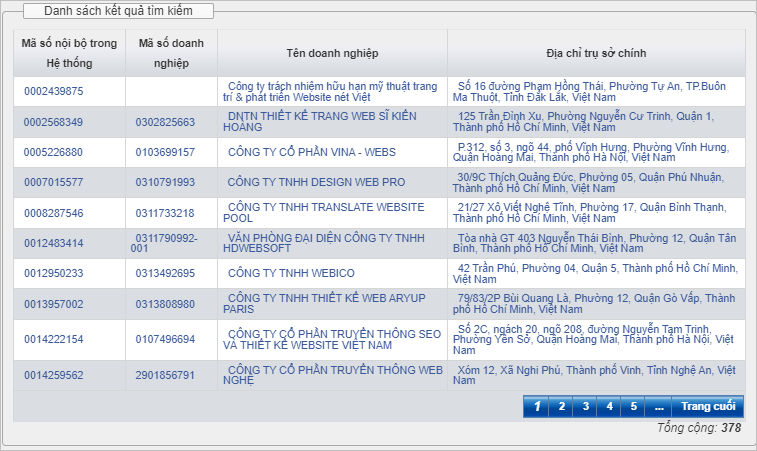 Danh sách kết quả tìm kiếm
Mã số nội bộ trong
Hệ thống
Mã số doanh
nghiệp
Tên doanh nghiệp
Địa chỉ trụ sở chính
0002439875
Công ty trách nhiệm hữu han mỹ thuật trang
trí & phát triển Website nét Việt
Số 16 đường Phạm Hồng Thái, Phường Tự An, TP.Buôn
Ma Thuột, Tỉnh Đắk Lắk, Việt Nam
0002568349
0302825663
DNTN THIẾT KẾ TRANG WEB SĨ KIẾN
HOÀNG
125 Trần Đình Xu, Phường Nguyễn Cư Trinh, Quận 1,
Thành phố Hồ Chí Minh, Việt Nam
0005226880
0103699157
CÔNG TY CỔ PHẦN VINA - WEBS
P.312, số 3, ngõ 44, phố Vĩnh Hưng, Phường Vĩnh Hưng,
Quận Hoàng Mai, Thành phố Hà Nội, Việt Nam
0007015577
0310791993
CÔNG TY TNHH DESIGN WEB PRO
30/9C Thích Quảng Đức, Phường 05, Quận Phú Nhuận,
Thành phố Hồ Chí Minh, Việt Nam
0008287546
0311733218
CÔNG TY TNHH TRANSLATE WEBSITE
POOL
21/27 Xô Viết Nghệ Tĩnh, Phường 17, Quận Bình Thạnh,
Thành phố Hồ Chí Minh, Việt Nam
0012483414
0311790992-
001
VĂN PHÒNG ĐẠI DIỆN CÔNG TY TNHH
HDWEBSOFT
Tòa nhà GT 403 Nguyễn Thái Bình, Phường 12, Quận Tân
Bình, Thành phố Hồ Chí Minh, Việt Nam
0012950233
0313492695
CÔNG TY TNHH WEBICO
42 Trần Phú, Phường 04, Quận 5, Thành phố Hồ Chí Minh,
Việt Nam
0013957002
0313808980
CÔNG TY TNHH THIẾT KẾ WEB ARYUP
PARIS
79/83/2P Bùi Quang Là, Phường 12, Quận Gò Vấp, Thành
phố Hồ Chí Minh, Việt Nam
0014222154
0107496694
CÔNG TY CỔ PHẦN TRUYỀN THÔNG SEO
VÀ THIẾT KẾ WEBSITE VIỆT NAM
Số 2C, ngách 20, ngõ 208, đường Nguyễn Tam Trinh,
Phường Yên Sở, Quận Hoàng Mai, Thành phố Hà Nội, Việt
Nam
0014259562
2901856791
CÔNG TY CỔ PHẦN TRUYỀN THÔNG WEB
NGHỆ
Xóm 12, Xã Nghi Phú, Thành phố Vinh, Tỉnh Nghệ An, Việt
Nam
1 2 3 4 5 ... Trang cuối
Tổng cộng: 378